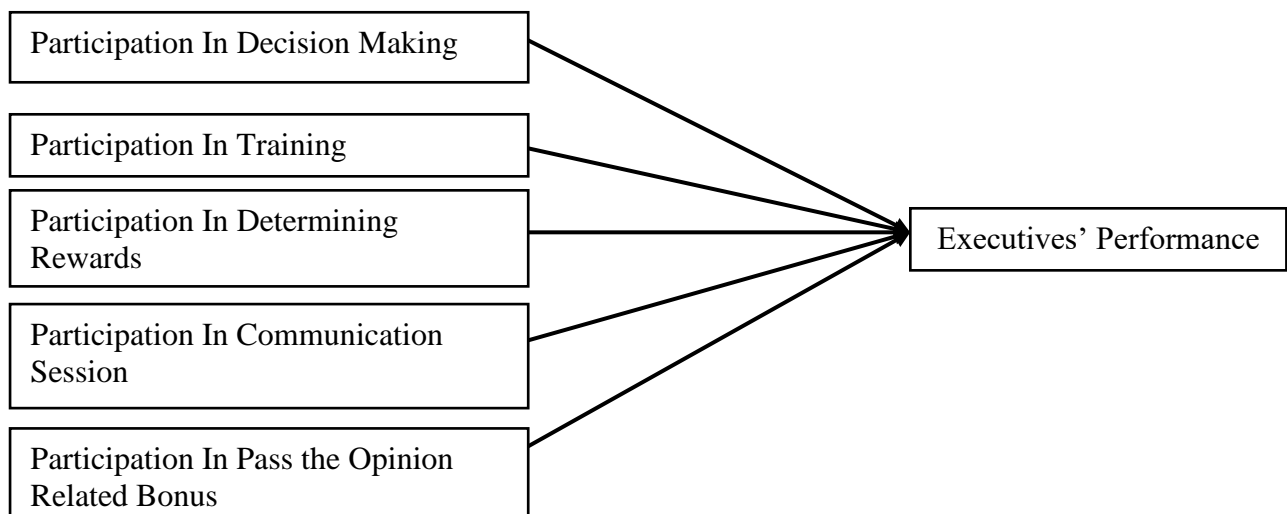 Participation In Decision Making
Participation In Training
Participation In Determining
Rewards
Executives’ Performance
Participation In Communication
Session
Participation In Pass the Opinion
Related Bonus